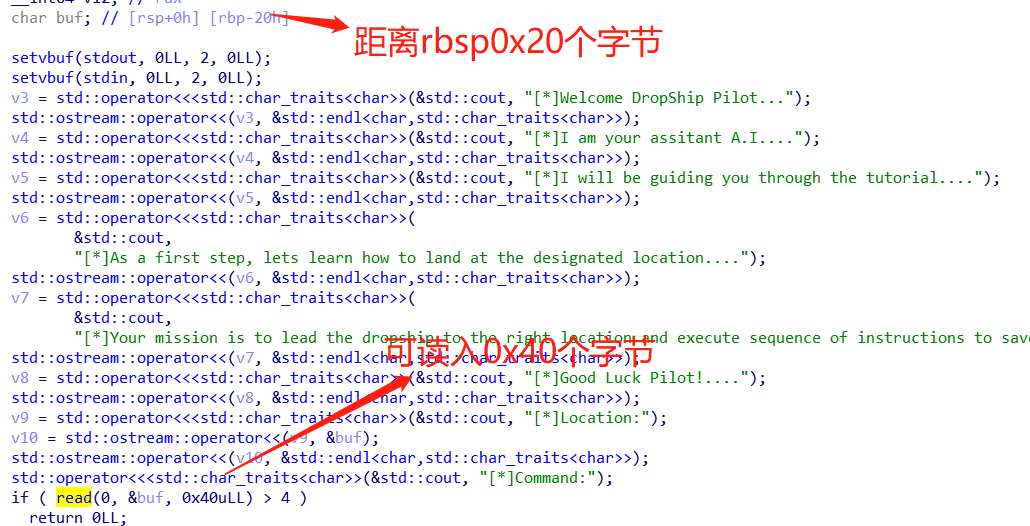 char buf; // [rsp+0h] [rbp-20h]
距离rbsp0x20个字节
setvbuf(stdout, 0LL, 2, 0LL);
setvbuf(stdin, 0LL, 2, 0LL);
v3 = std::operator<<<std::char_traits<char>>(&std::cout, "[*]Welcome DropShip Pilot...");
std::ostream::operator<<(v3, &std::endl<char,std::char_traits<char>>);
v4 = std::operator<<<std::char_traits<char>>(&std::cout, "[*]I am your assitant A.I....");
std::ostream::operator<<(v4, &std::endl<char,std::char_traits<char>>);
v5 = std::operator<<<std::char_traits<char>>(&std::cout, "[*]I will be guiding you through the tutorial....");
std::ostream::operator<<(v5, &std::endl<char,std::char_traits<char>>);
v6 = std::operator<<<std::char_traits<char>>(
&std::cout,
"[*]As a first step, lets learn how to land at the designated location....");
std::ostream::operator<<(v6, &std::endl<char,std::char_traits<char>>);
v7 = std::operator<<<std::char_traits<char>>(
&std::cout,
"[*]Your mission is to lead the dropship to the right location and execute sequence of instructions to save
可读入0x40个字节
std::ostream::operator<<(v7, &std::endl<char,std::char_traits<char>>);
v8 = std::operator<<<std::char_traits<char>>(&std::cout, "[*]Good Luck Pilot!....");
std::ostream::operator<<(v8, &std::endl<char,std::char_traits<char>>);
v9 = std::operator<<<std::char_traits<char>>(&std::cout, "[*]Location:");
v10 = std::ostream::operator<<(v9, &buf);
std::ostream::operator<<(v10, &std::endl<char,std::char_traits<char>>);
std::operator<<<std::char_traits<char>>(&std::cout, "[*]Command:");
if ( read(0, &buf, 0x40uLL) > 4 )
return 0LL;